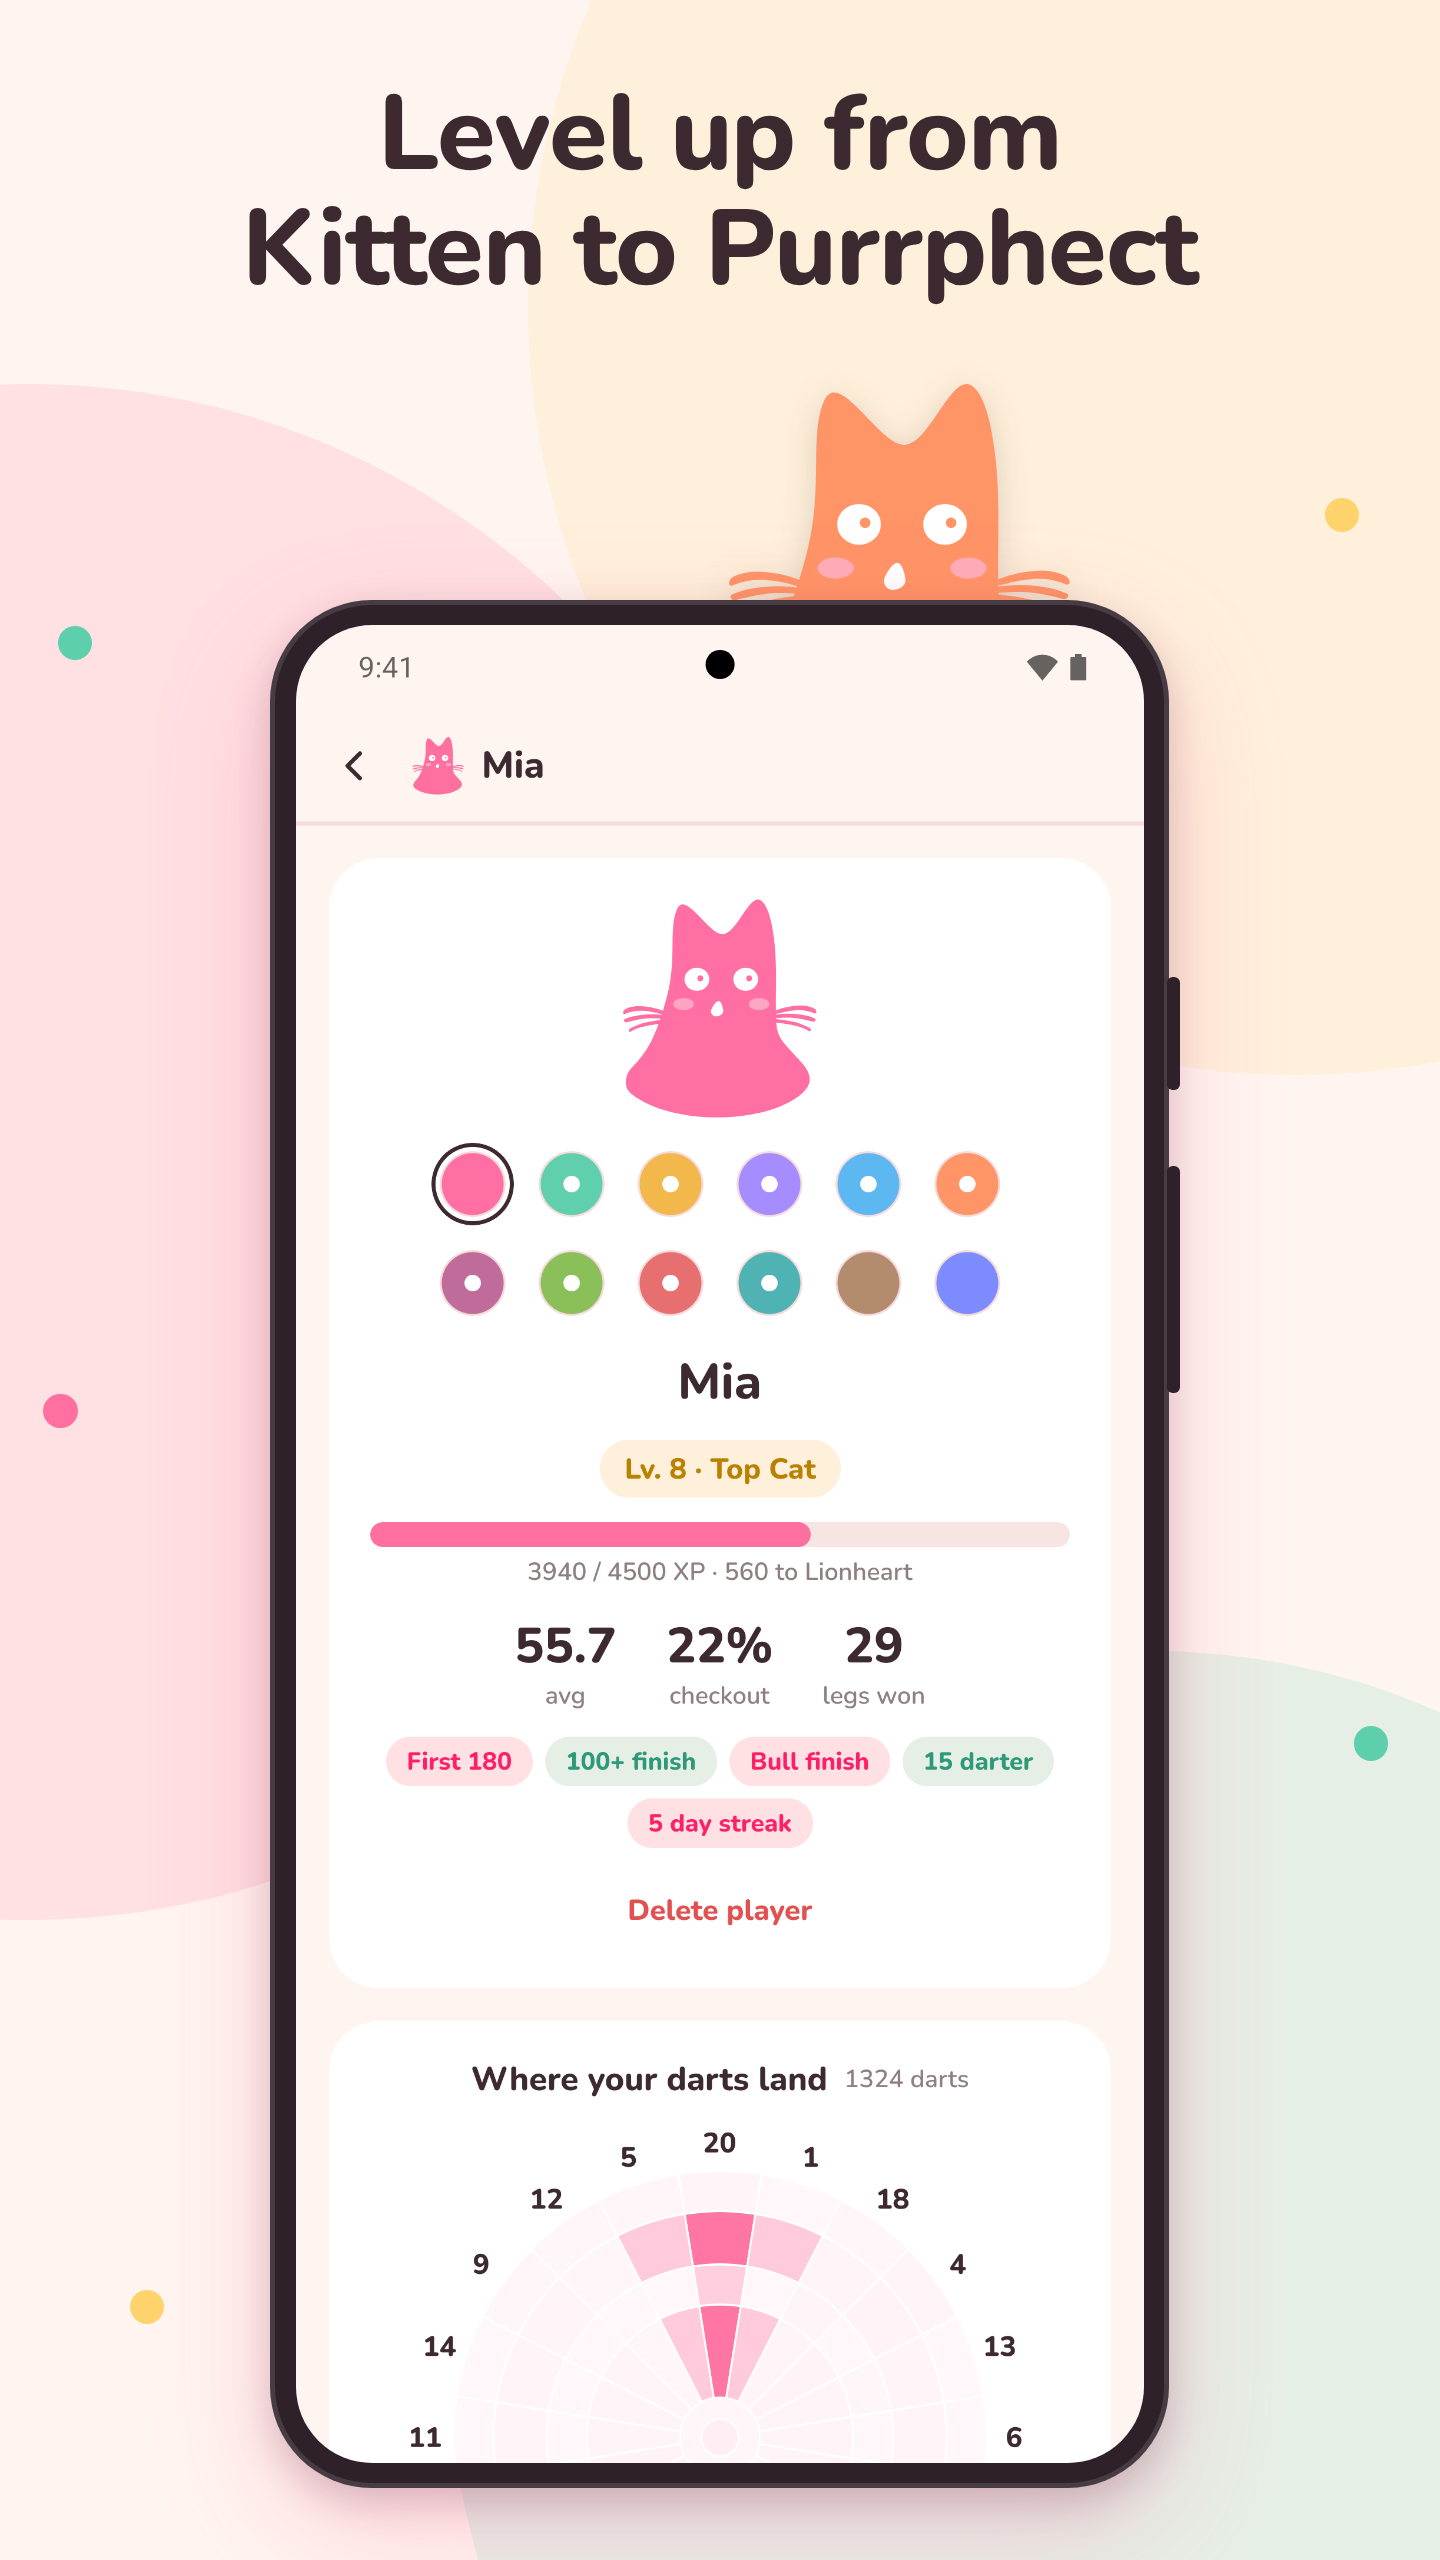 Level up from
Kitten to Purrphect
9:41
Mia
Mia
Lv. 8 · Top Cat
3940 / 4500 XP · 560 to Lionheart
55.7 22% 29
avg checkout legs won
First 180 100+ finish Bull finish 15 darter
5 day streak
Delete player
Where your darts land 1324 darts
5 20 1
12 18
9 4
14 13
11 6